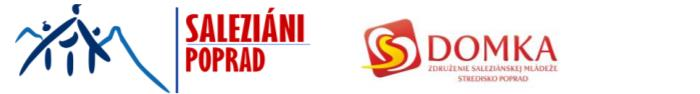 SALEZIÁNI
POPRAD
DOMKA
ZDRUŽENIE SALEZIÁNSKEJ MLÁDEŽE
STREDISKO POPRAD